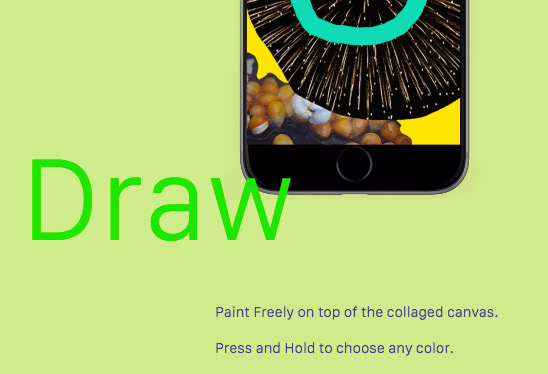 Draw
Paint Freely on top of the collaged canvas.
Press and Hold to choose any color.